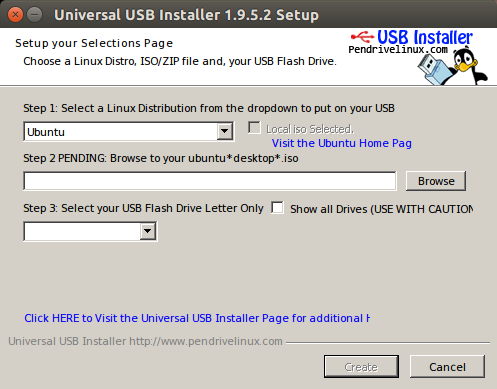 Universal USB Installer 1.9.5.2 Setup
Setup your Selections Page
Choose a Linux Distro, ISO/ZIP file and, your USB Flash Drive.
USB Installer
Pendrivelinux.com
Step 1: Select a Linux Distribution from the dropdown to put on your USB
Ubuntu
Local iso Selected.
Visit the Ubuntu Home Pag
Step 2 PENDING: Browse to your ubuntu*desktop*.iso
Browse
Step 3: Select your USB Flash Drive Letter Only
Show all Drives (USE WITH CAUTION
Click HERE to Visit the Universal USB Installer Page for additional H
Universal USB Installer http://www.pendrivelinux.com
Create
Cancel